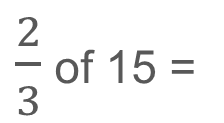 2/3 of 15 =